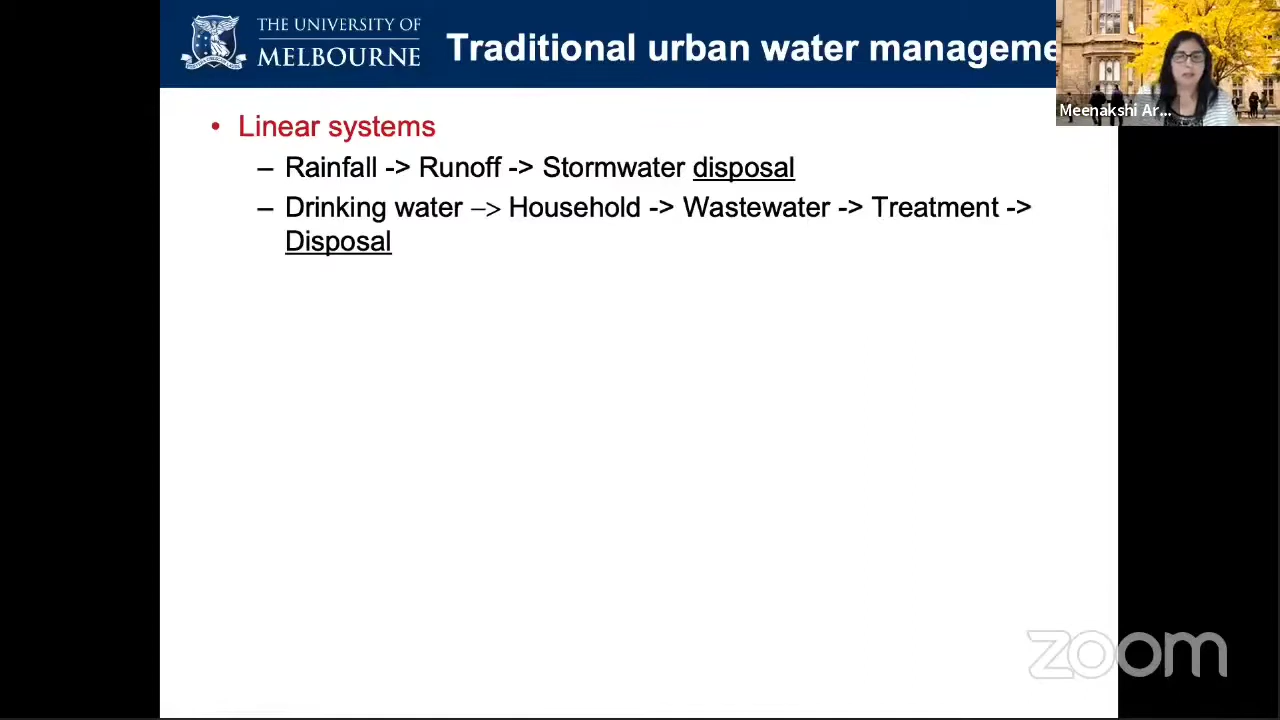 THE UNIVERSITY OF
MELBOURNE
Traditional urban water manageme
Meenakshi Ar...
• Linear systems
– Rainfall -> Runoff -> Stormwater disposal
– Drinking water –> Household -> Wastewater -> Treatment ->
Disposal
zoom